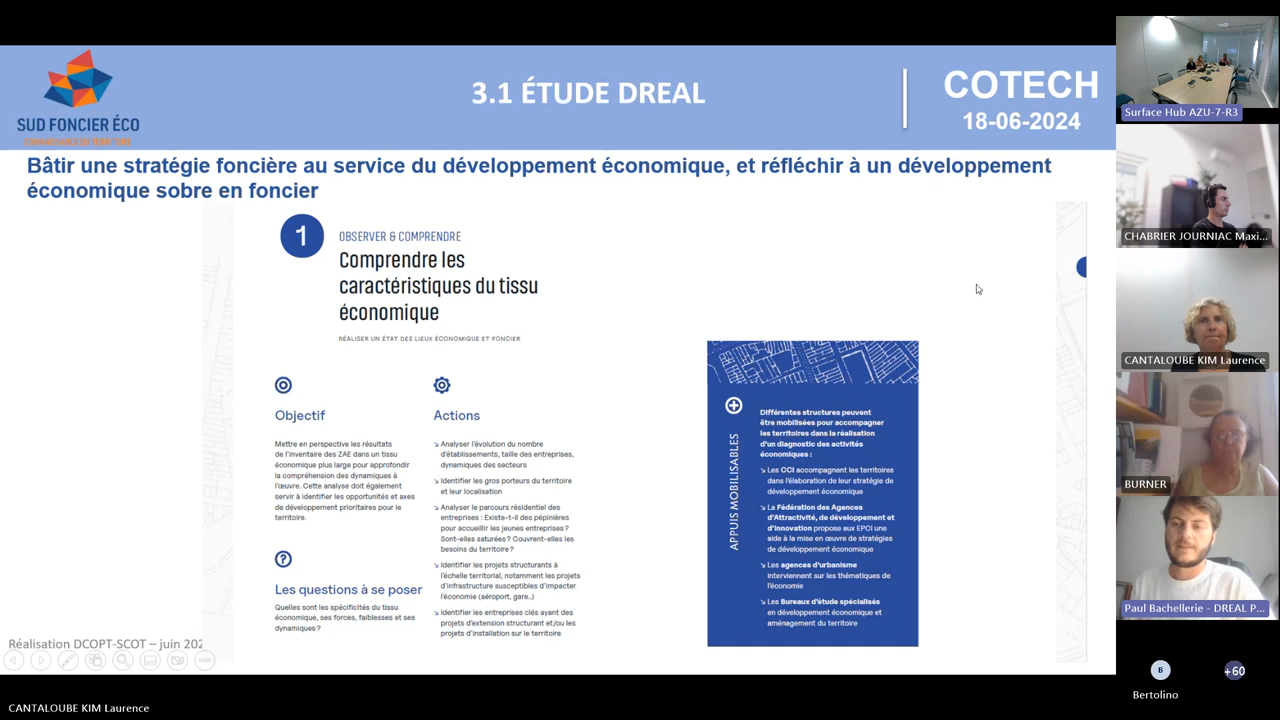 SUD FONCIER ÉCO
CONNAISSANCE DU TERRITOIRE
3.1 ÉTUDE DREAL
COTECH
18-06-2024
Bâtir une stratégie foncière au service du développement économique, et réfléchir à un développement
économique sobre en foncier
1
OBSERVER & COMPRENDRE
Comprendre les
caractéristiques du tissu
économique
RÉALISER UN ÉTAT DES LIEUX ÉCONOMIQUE ET FONCIER
Objectif
Mettre en perspective les résultats
de l'inventaire des ZAE dans un tissu
économique plus large pour approfondir
la compréhension des dynamiques à
l'œuvre. Cette analyse doit également
servir à identifier les opportunités et axes
de développement prioritaires pour le
territoire.
?
Les questions à se poser
Quelles sont les spécificités du tissu
économique, ses forces, faiblesses et ses
dynamiques ?
Actions
↘ Analyser l'évolution du nombre
d'établissements, taille des entreprises,
dynamiques des secteurs
↘ Identifier les gros porteurs du territoire
et leur localisation
↘ Analyser le parcours résidentiel des
entreprises : Existe-t-il des pépinières
pour accueillir les jeunes entreprises ?
Sont-elles saturées ? Couvrent-elles les
besoins du territoire ?
↘ Identifier les projets structurants à
l'échelle territorial, notamment les projets
d'infrastructure susceptibles d'impacter
l'économie (aéroport, gare..)
↘ Identifier les entreprises clés ayant des
projets d'extension structurant et/ou les
projets d'installation sur le territoire
APPUIS MOBILISABLES
Différentes structures peuvent
être mobilisées pour accompagner
les territoires dans la réalisation
d'un diagnostic des activités
économiques :
↘ Les CCI accompagnent les territoires
dans l'élaboration de leur stratégie de
développement économique
↘ La Fédération des Agences
d'Attractivité, de développement et
d'innovation propose aux EPCI une
aide à la mise en œuvre de stratégies
de développement économique
↘ Les agences d'urbanisme
interviennent sur les thématiques de
l'économie
↘ Les Bureaux d'étude spécialisés
en développement économique et
aménagement du territoire
Réalisation DCOPT-SCOT – juin 202
Surface Hub AZU-7-R3
CHABRIER JOURNIAC Maxi...
CANTALOUBE KIM Laurence
BURNER
Paul Bachellerie - DREAL P...
B
+60
Bertolino
CANTALOUBE KIM Laurence